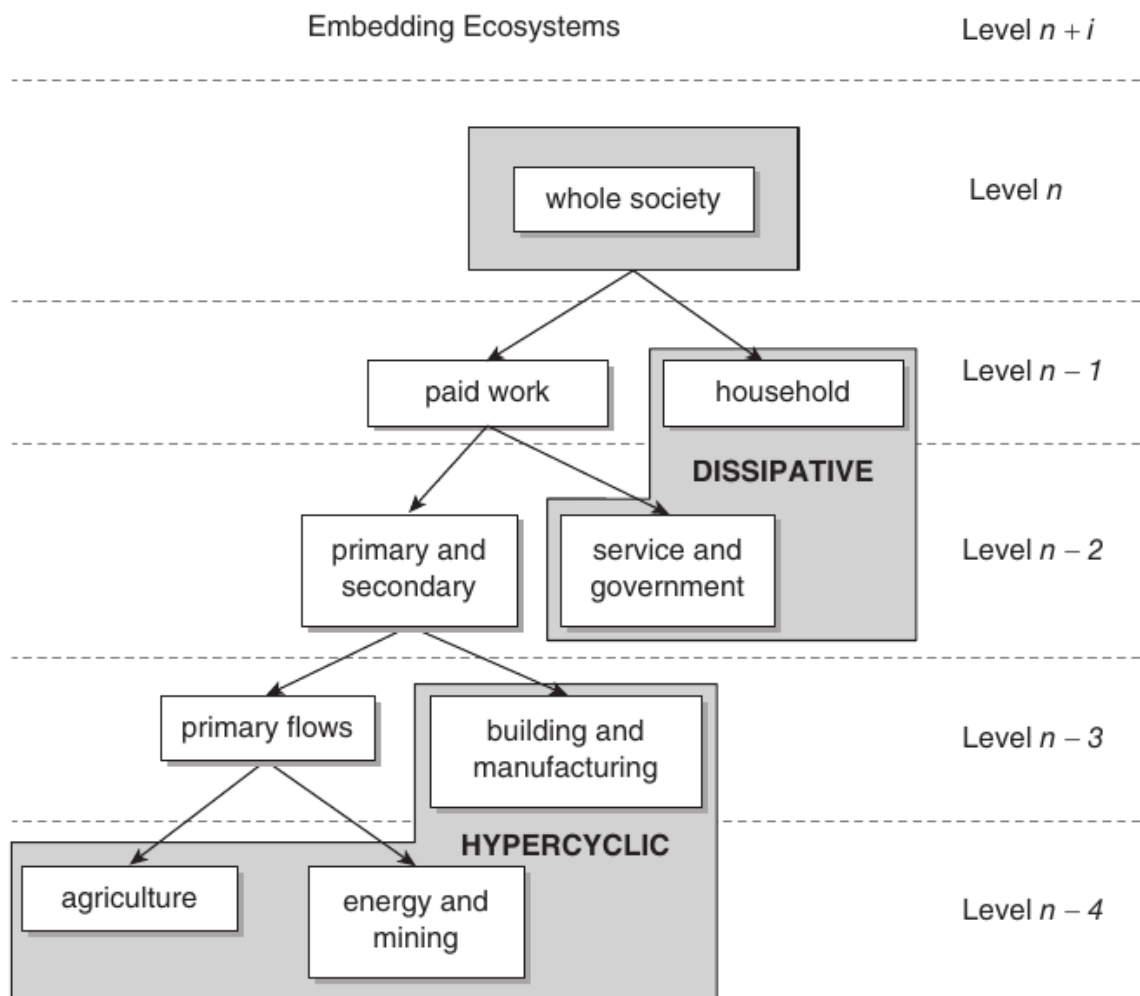 Embedding Ecosystems
Level n + i
whole society
Level n
paid work
household
Level n – 1
DISSIPATIVE
primary and
secondary
service and
government
Level n – 2
primary flows
building and
manufacturing
Level n – 3
HYPERCYCLIC
agriculture
energy and
mining
Level n – 4